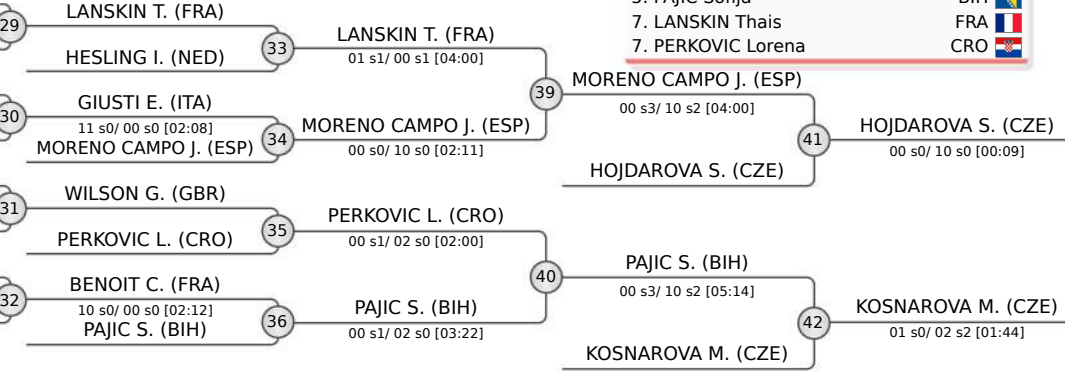 5. PAJIC Sofija BIH
7. LANSKIN Thais FRA
7. PERKOVIC Lorena CRO
29
LANSKIN T. (FRA)
HESLING I. (NED)
33
LANSKIN T. (FRA)
01 s1/ 00 s1 [04:00]
30
GIUSTI E. (ITA)
11 s0/ 00 s0 [02:08]
MORENO CAMPO J. (ESP)
34
MORENO CAMPO J. (ESP)
00 s0/ 10 s0 [02:11]
39
MORENO CAMPO J. (ESP)
00 s3/ 10 s2 [04:00]
HOJDAROVA S. (CZE)
41
HOJDAROVA S. (CZE)
00 s0/ 10 s0 [00:09]
31
WILSON G. (GBR)
PERKOVIC L. (CRO)
35
PERKOVIC L. (CRO)
00 s1/ 02 s0 [02:00]
32
BENOIT C. (FRA)
10 s0/ 00 s0 [02:12]
PAJIC S. (BIH)
36
PAJIC S. (BIH)
00 s1/ 02 s0 [03:22]
40
PAJIC S. (BIH)
00 s3/ 10 s2 [05:14]
KOSNAROVA M. (CZE)
42
KOSNAROVA M. (CZE)
01 s0/ 02 s2 [01:44]